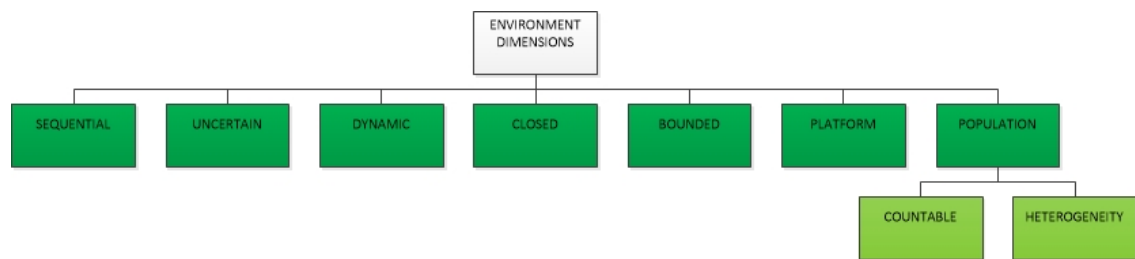 ENVIRONMENT
DIMENSIONS
SEQUENTIAL
UNCERTAIN
DYNAMIC
CLOSED
BOUNDED
PLATFORM
POPULATION
COUNTABLE
HETEROGENEITY